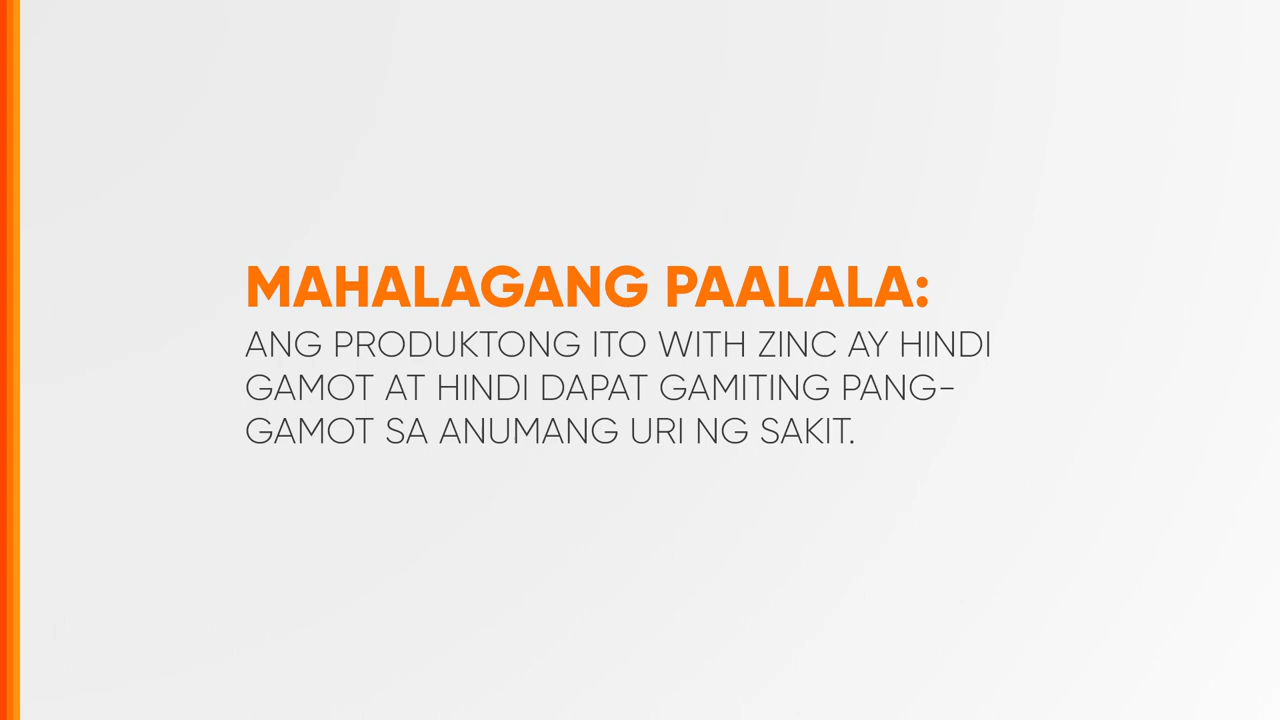 MAHALAGANG PAALALA:
ANG PRODUKTONG ITO WITH ZINC AY HINDI
GAMOT AT HINDI DAPAT GAMITING PANG-
GAMOT SA ANUMANG URI NG SAKIT.